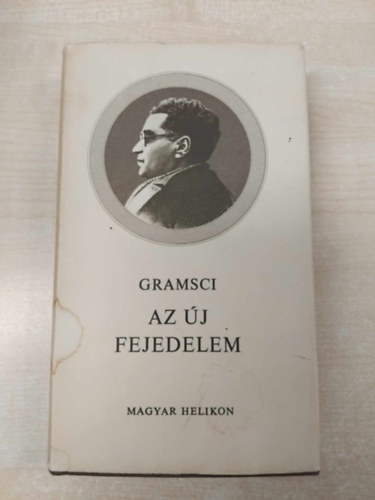 GRAMSCI
AZ ÚJ
FEJEDELEM
MAGYAR HELIKON